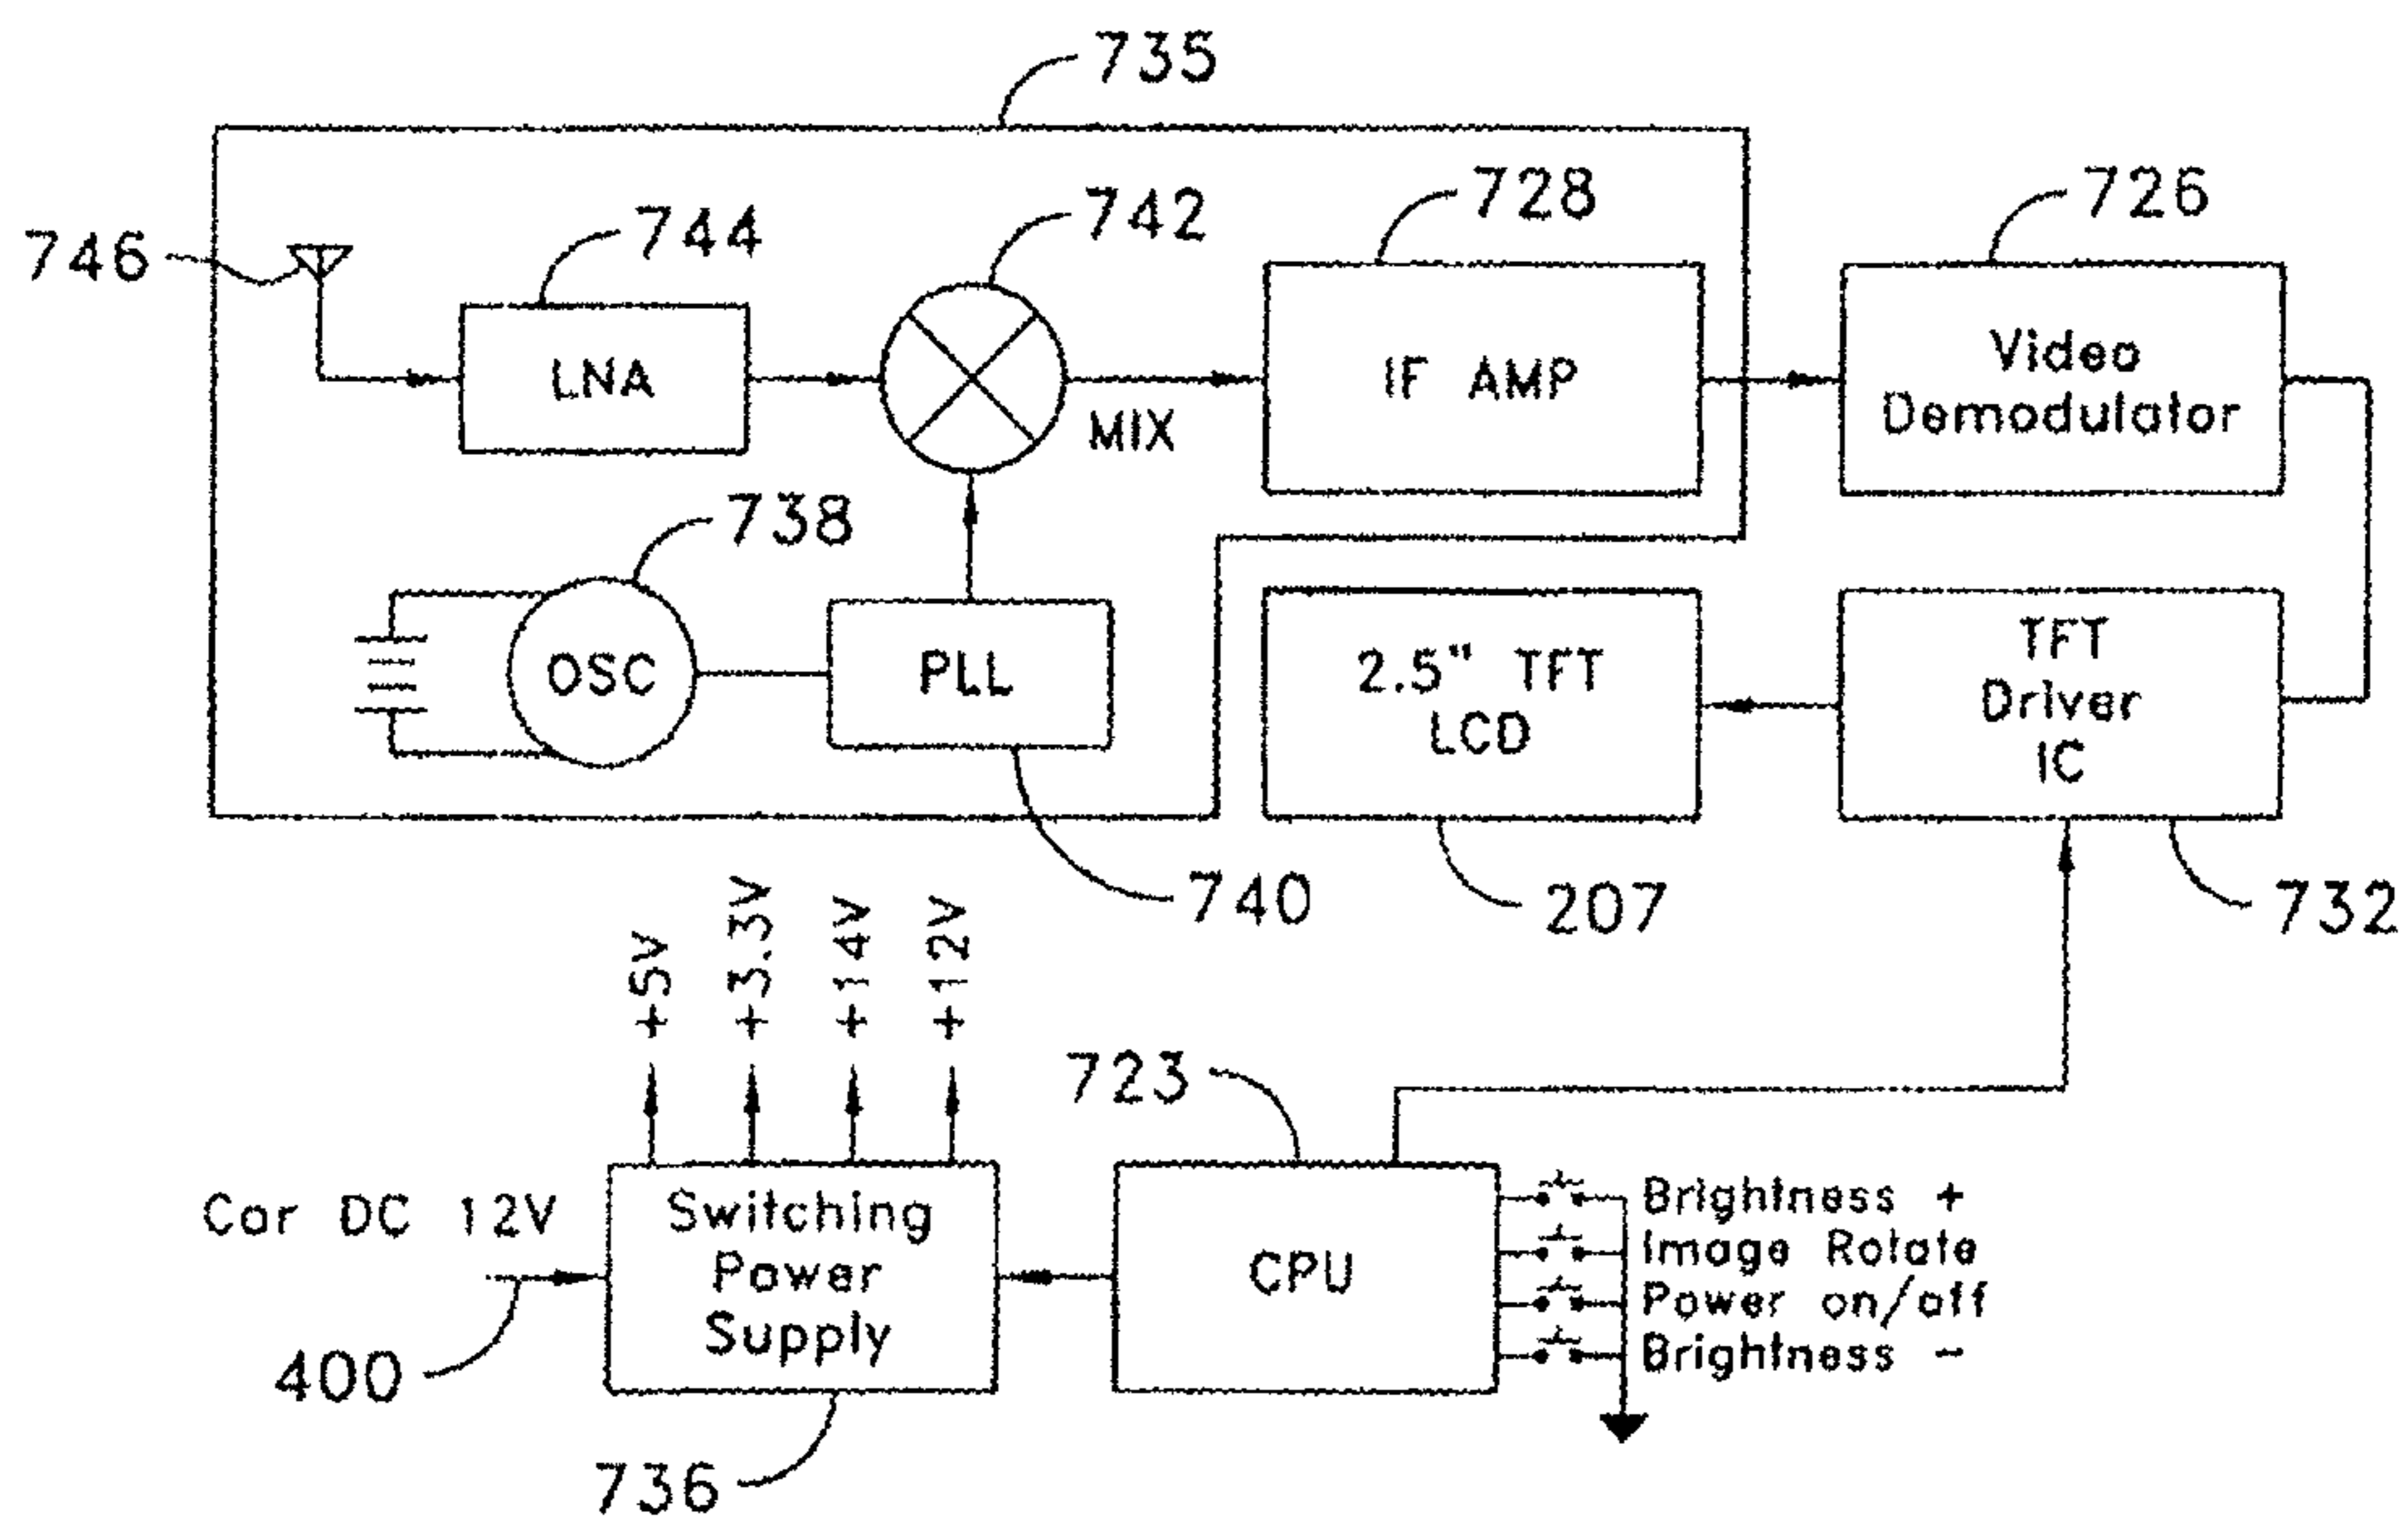 735
746
744
742
728
726
LNA
MIX
IF AMP
Video
Demodulator
738
OSC
PLL
2.5" TFT
LCD
TFT
Driver
IC
740
207
732
+5V
+3.3V
+14V
+12V
723
Car DC 12V
400
Switching
Power
Supply
736
CPU
Brightness +
Image Rotate
Power on/off
Brightness -